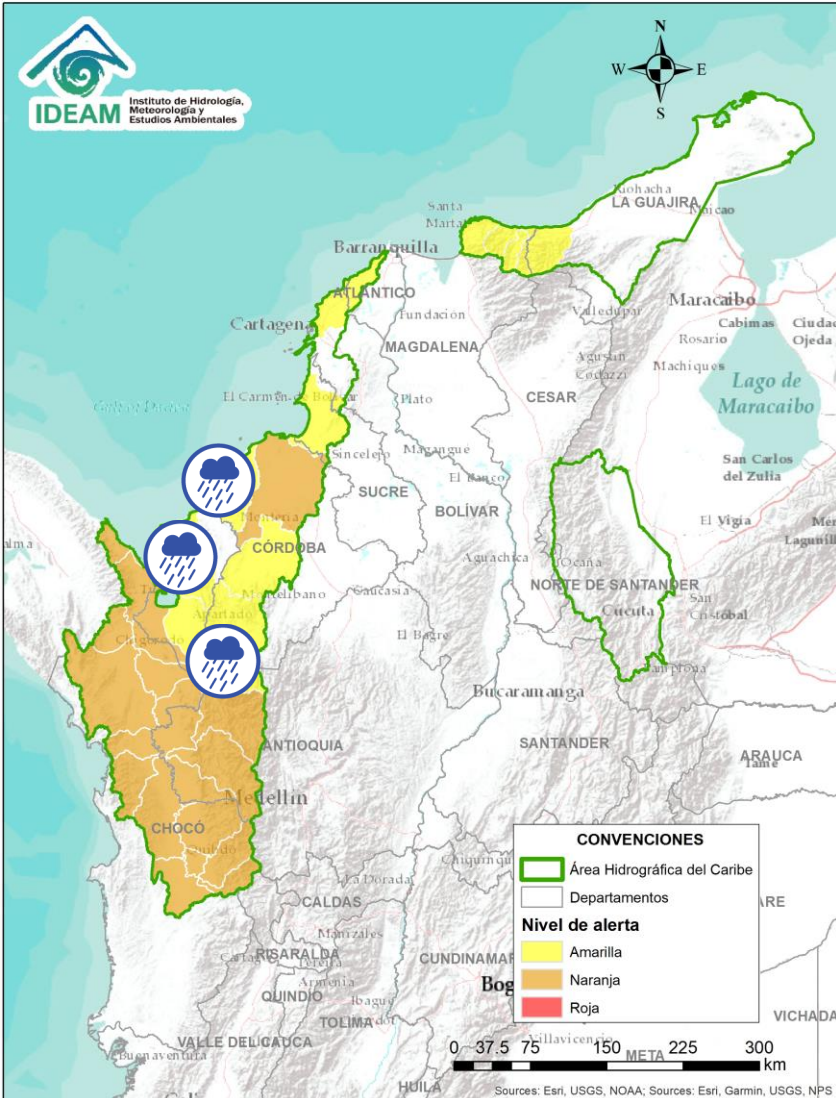 IDEAM
Instituto de Hidrología,
Meteorología y
Estudios Ambientales
N
W
E
S
Riohacha
LA GUAJIRA
Maicao
Santa
Marta
Barranquilla
ATLÁNTICO
Maracaibo
Cartagena
Fundación
Valledupar
Cabimas
Ciudad
Ojeda
Rosario
MAGDALENA
Agustín
Codazzi
Machiques
El Carmen de Bolívar
Plato
CESAR
Lago de
Maracaibo
Sincelejo
Magangué
San Carlos
del Zulia
El Banco
SUCRE
Montería
BOLÍVAR
El Vigía
CÓRDOBA
Aguachica
Ocaña
Montelíbano
Caucasia
NORTE DE SANTANDER
San
Cristóbal
Apartadó
Cúcuta
Chigorodó
El Bagre
Pamplona
Bucaramanga
ANTIOQUIA
SANTANDER
ARAUCA
Tame
Medellín
CHOCÓ
Quibdó
La Dorada
CALDAS
Manizales
RISARALDA
Pereira
Armenia
QUINDÍO
Ibagué
TOLIMA
VALLE DEL CAUCA
Buenaventura
Villavicencio
META
VICHADA
HUILA
CONVENCIONES
Área Hidrográfica del Caribe
Departamentos
Nivel de alerta
Amarilla
Naranja
Roja
0 37.5 75 150 225 300
km
Sources: Esri, USGS, NOAA; Sources: Esri, Garmin, USGS, NPS